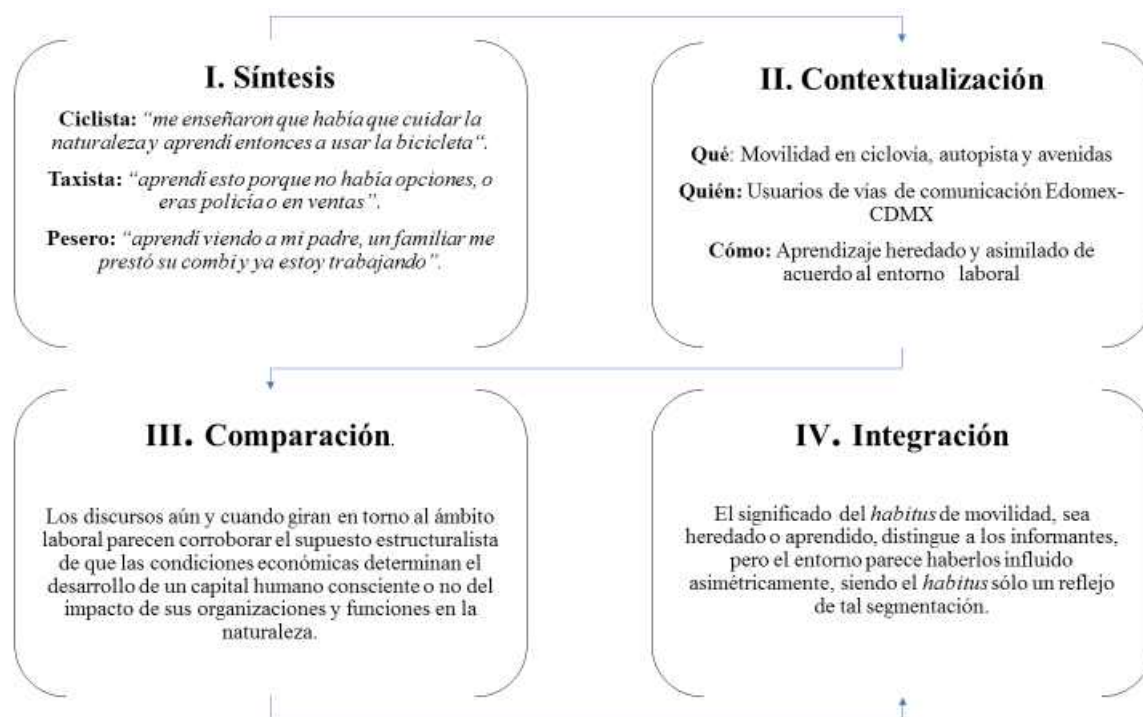 I. Síntesis
Ciclista: “me enseñaron que había que cuidar la
naturaleza y aprendí entonces a usar la bicicleta“.
Taxista: “aprendí esto porque no había opciones, o
eras policía o en ventas”.
Pesero: “aprendí viendo a mi padre, un familiar me
prestó su combi y ya estoy trabajando”.
II. Contextualización
Qué: Movilidad en ciclovía, autopista y avenidas
Quién: Usuarios de vías de comunicación Edomex-
CDMX
Cómo: Aprendizaje heredado y asimilado de
acuerdo al entorno laboral
III. Comparación.
Los discursos aún y cuando giran en torno al ámbito
laboral parecen corroborar el supuesto estructuralista
de que las condiciones económicas determinan el
desarrollo de un capital humano consciente o no del
impacto de sus organizaciones y funciones en la
naturaleza.
IV. Integración
El significado del habitus de movilidad, sea
heredado o aprendido, distingue a los informantes,
pero el entorno parece haberlos influido
asimétricamente, siendo el habitus sólo un reflejo
de tal segmentación.